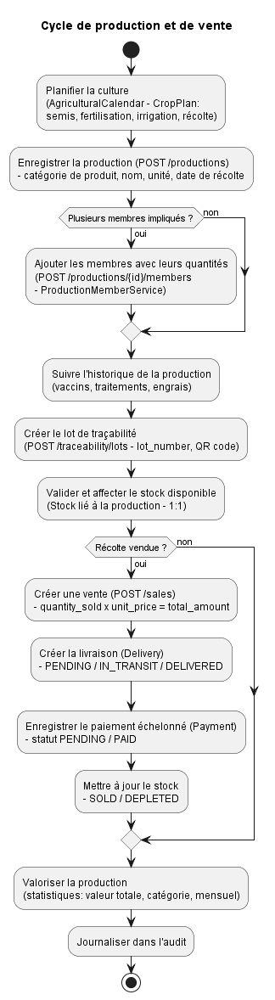 Cycle de production et de vente
Planifier la culture
(AgriculturalCalendar - CropPlan:
semis, fertilisation, irrigation, récolte)
Enregistrer la production (POST /productions)
- catégorie de produit, nom, unité, date de récolte
Plusieurs membres impliqués ?
non
oui
Ajouter les membres avec leurs quantités
(POST /productions/{id}/members
- ProductionMemberService)
Suivre l'historique de la production
(vaccins, traitements, engrais)
Créer le lot de traçabilité
(POST /traceability/lots - lot_number, QR code)
Valider et affecter le stock disponible
(Stock lié à la production - 1:1)
Récolte vendue ?
non
oui
Créer une vente (POST /sales)
- quantity_sold x unit_price = total_amount
Créer la livraison (Delivery)
- PENDING / IN_TRANSIT / DELIVERED
Enregistrer le paiement échelonné (Payment)
- statut PENDING / PAID
Mettre à jour le stock
- SOLD / DEPLETED
Valoriser la production
(statistiques: valeur totale, catégorie, mensuel)
Journaliser dans l'audit